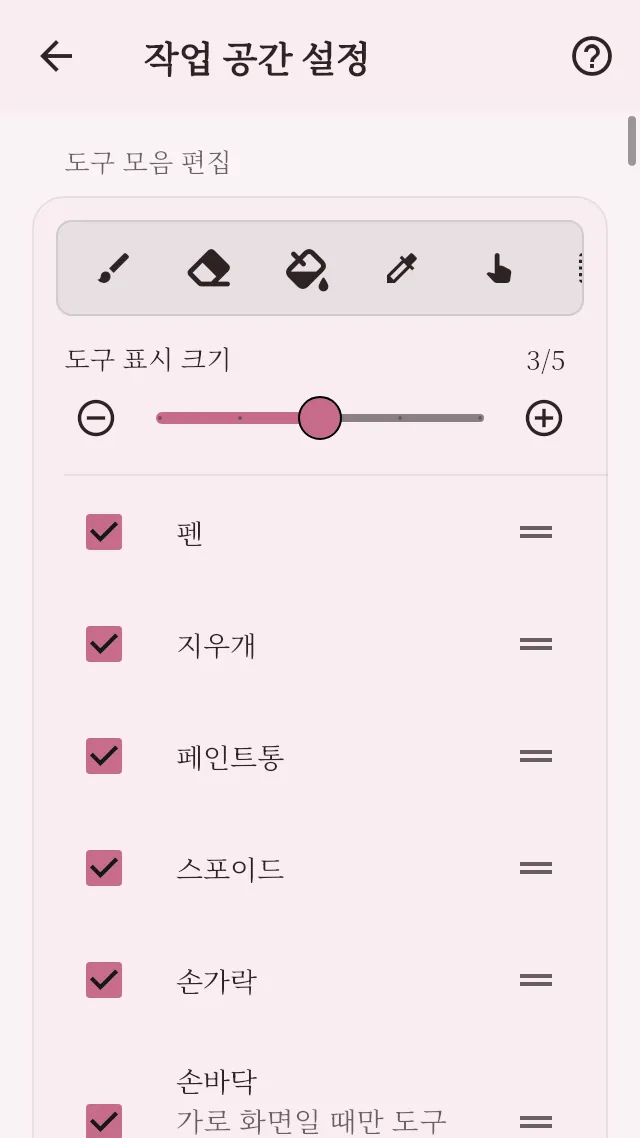 작업 공간 설정
도구 모음 편집
도구 표시 크기
3/5
펜
지우개
페인트통
스포이드
손가락
손바닥
가로 화면일 때만 도구